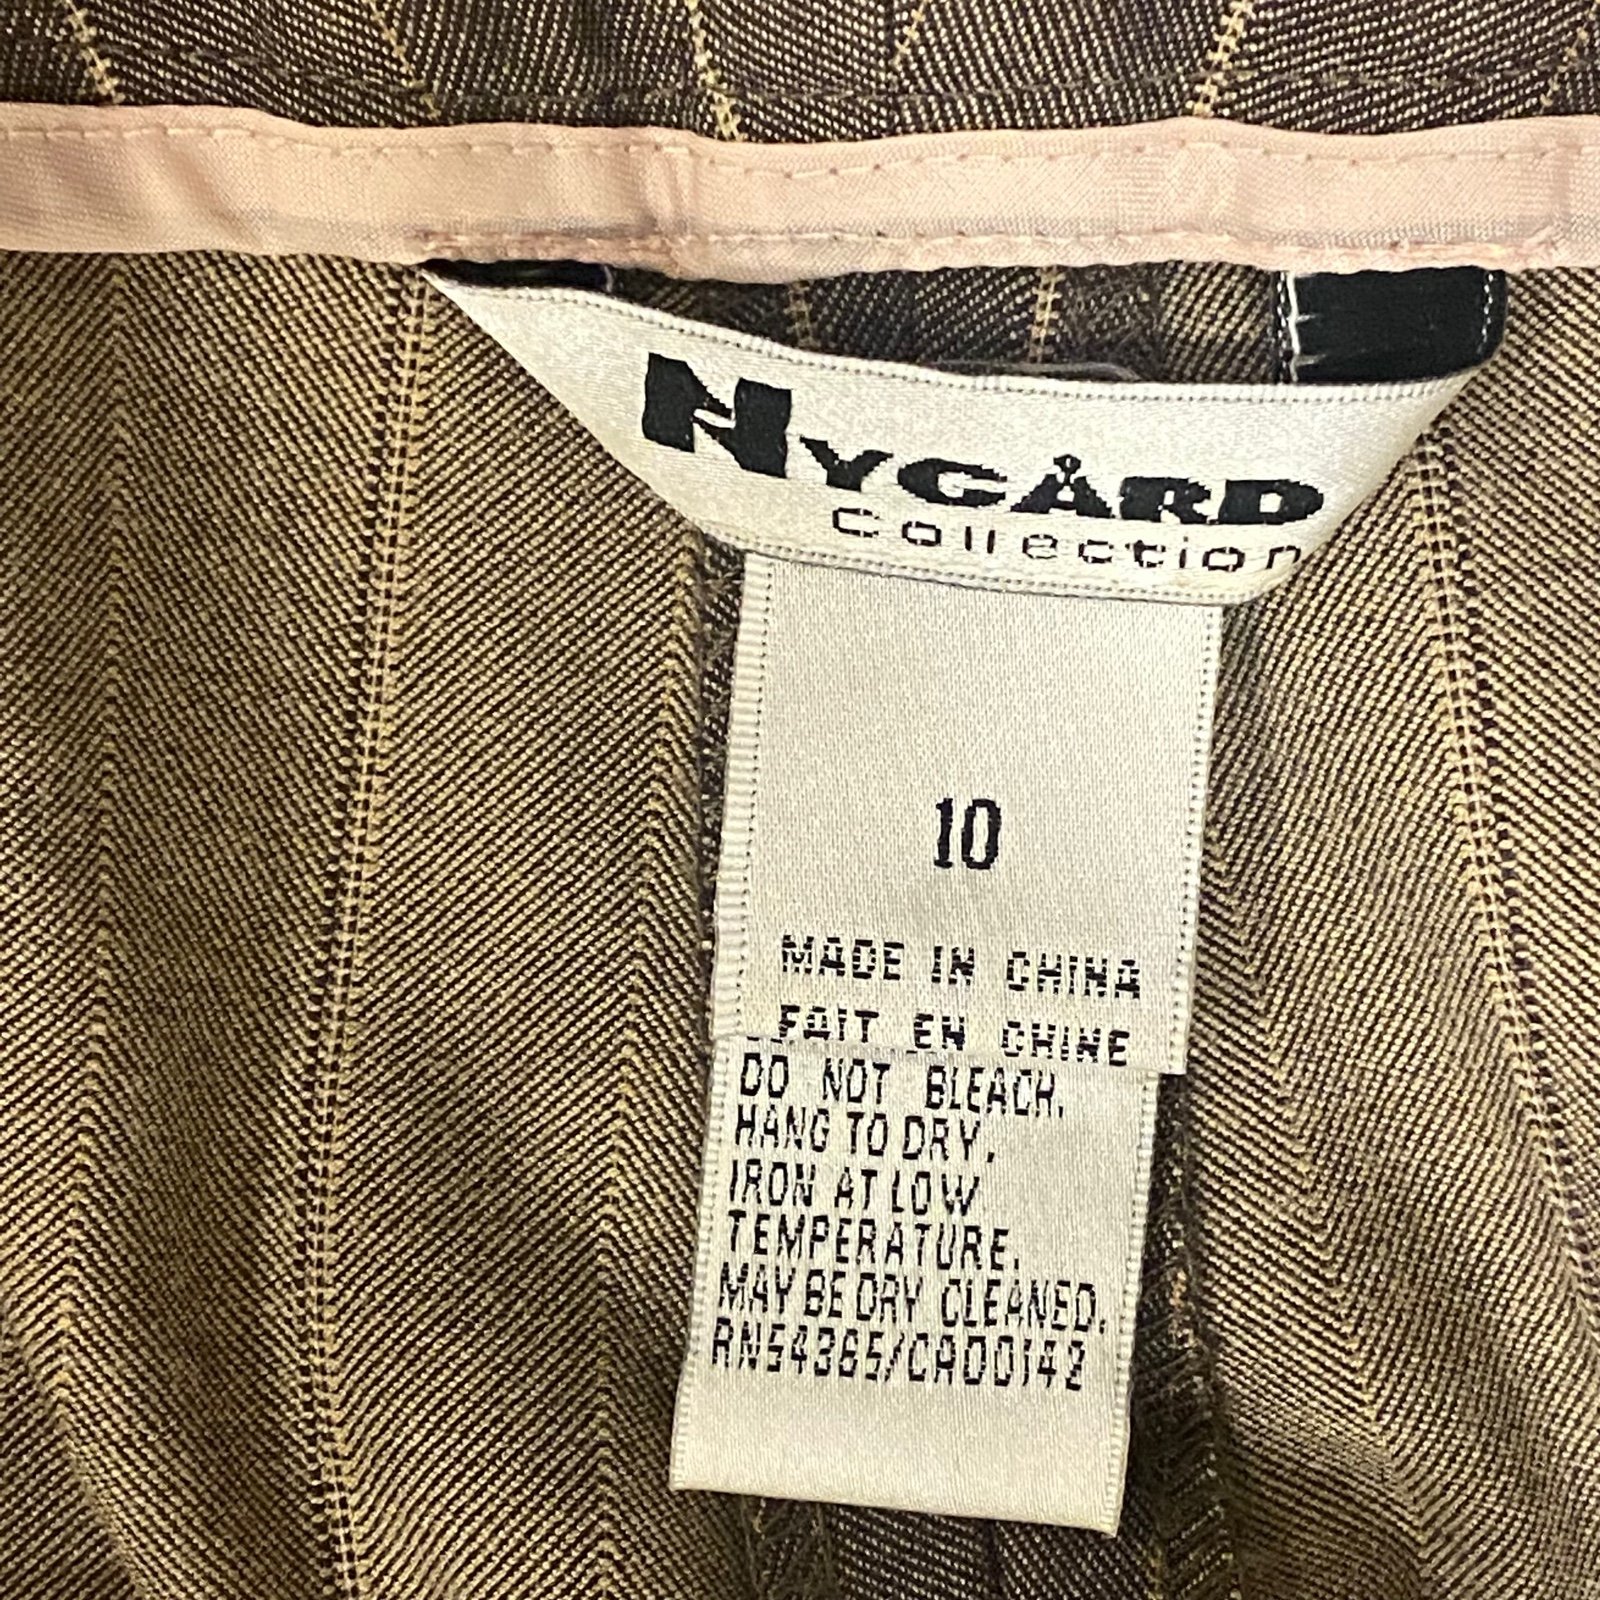 NYGÅRD
Collection
10
MADE IN CHINA
FAIT EN CHINE
DO NOT BLEACH.
HANG TO DRY.
IRON AT LOW
TEMPERATURE.
MAY BE DRY CLEANED.
RN54365/CA00142